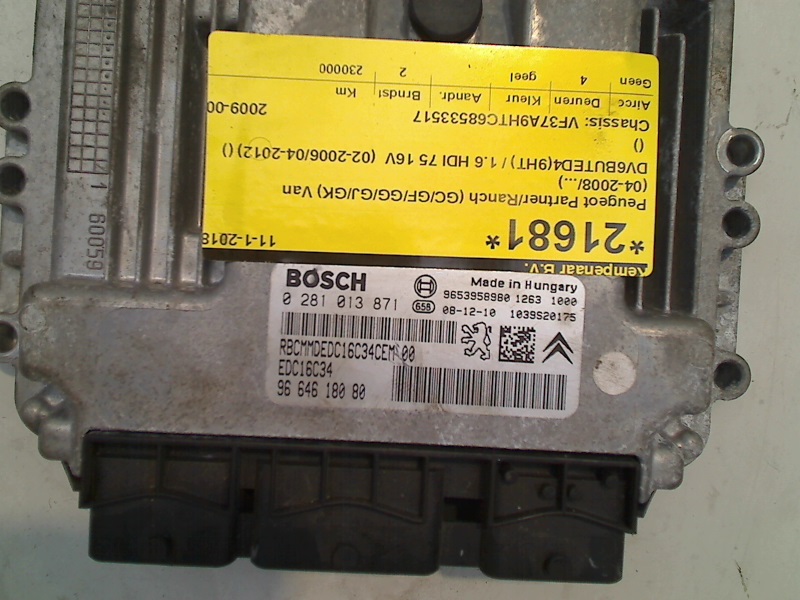 Kempenaar B.V.
*21681*
11-1-2018
Peugeot Partner/Ranch (GC/GF/GG/GJ/GK) Van
(04-2008/...)
DV6BUTED4(9HT) / 1.6 HDI 75 16V (02-2006/04-2012) ()
()
Chassis: VF37A9HTC68533517
2009-00
Airco Deuren Kleur Aandr. Brndst Km
Geen 4 geel 2 230000
1 60059
BOSCH
Made in Hungary
0 281 013 871
9653958980 1263 1000
658 08-12-10 1039S20175
RBCMMDEDC16C34CEM 00
EDC16C34
96 646 180 80